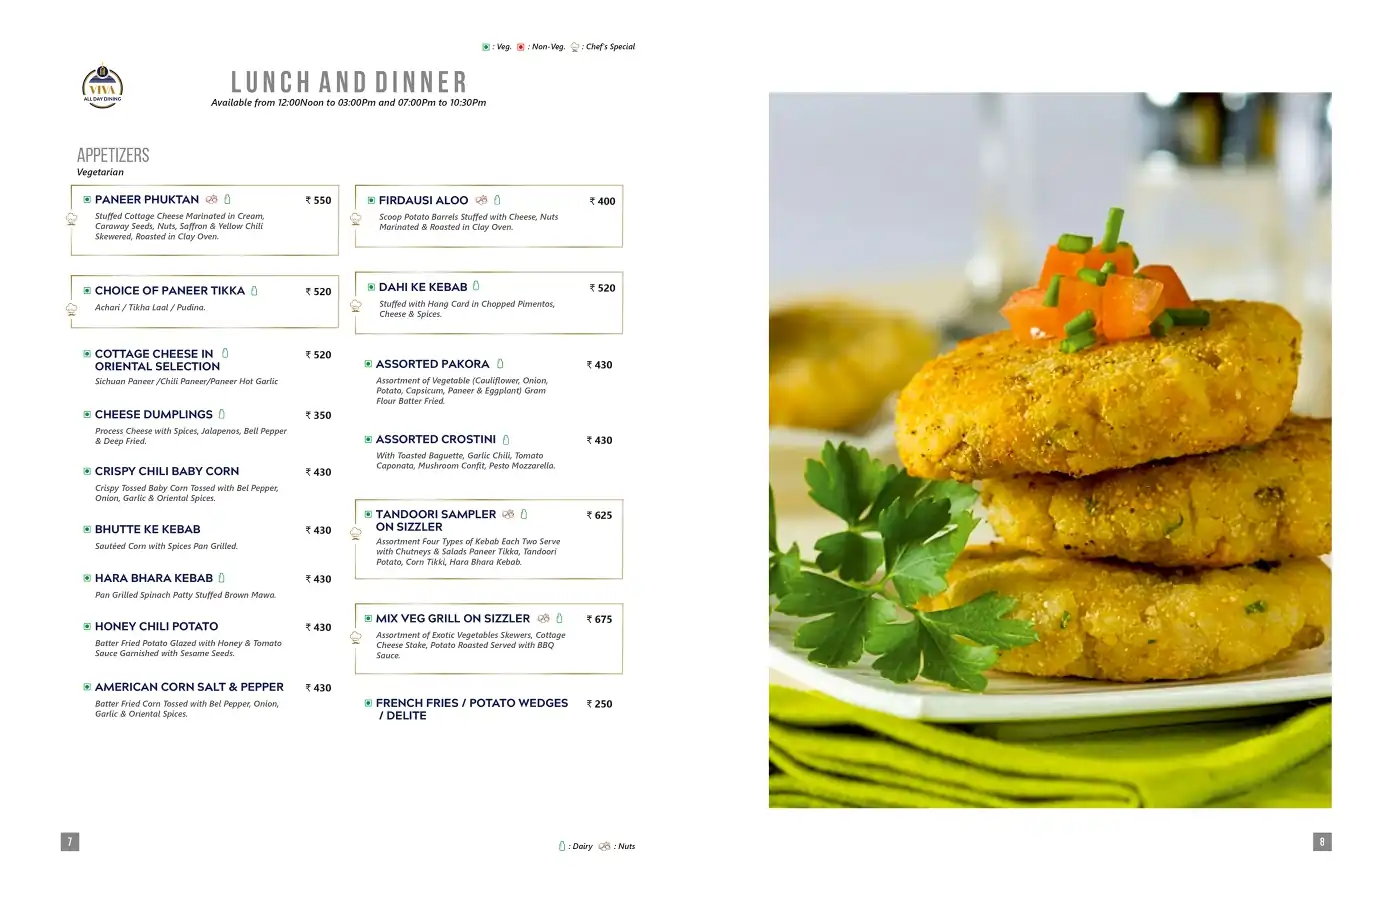 : Veg. : Non-Veg. : Chef's Special
VIVA
ALL DAY DINING
LUNCH AND DINNER
Available from 12:00Noon to 03:00Pm and 07:00Pm to 10:30Pm
APPETIZERS
Vegetarian
PANEER PHUKTAN ₹ 550
Stuffed Cottage Cheese Marinated in Cream,
Caraway Seeds, Nuts, Saffron & Yellow Chili
Skewered, Roasted in Clay Oven.
CHOICE OF PANEER TIKKA ₹ 520
Achari / Tikha Laal / Pudina.
COTTAGE CHEESE IN ₹ 520
ORIENTAL SELECTION
Sichuan Paneer /Chili Paneer/Paneer Hot Garlic
CHEESE DUMPLINGS ₹ 350
Process Cheese with Spices, Jalapenos, Bell Pepper
& Deep Fried.
CRISPY CHILI BABY CORN ₹ 430
Crispy Tossed Baby Corn Tossed with Bel Pepper,
Onion, Garlic & Oriental Spices.
BHUTTE KE KEBAB ₹ 430
Sautéed Corn with Spices Pan Grilled.
HARA BHARA KEBAB ₹ 430
Pan Grilled Spinach Patty Stuffed Brown Mawa.
HONEY CHILI POTATO ₹ 430
Batter Fried Potato Glazed with Honey & Tomato
Sauce Garnished with Sesame Seeds.
AMERICAN CORN SALT & PEPPER ₹ 430
Batter Fried Corn Tossed with Bel Pepper, Onion,
Garlic & Oriental Spices.
FIRDAUSI ALOO ₹ 400
Scoop Potato Barrels Stuffed with Cheese, Nuts
Marinated & Roasted in Clay Oven.
DAHI KE KEBAB ₹ 520
Stuffed with Hang Card in Chopped Pimentos,
Cheese & Spices.
ASSORTED PAKORA ₹ 430
Assortment of Vegetable (Cauliflower, Onion,
Potato, Capsicum, Paneer & Eggplant) Gram
Flour Batter Fried.
ASSORTED CROSTINI ₹ 430
With Toasted Baguette, Garlic Chili, Tomato
Caponata, Mushroom Confit, Pesto Mozzarella.
TANDOORI SAMPLER ₹ 625
ON SIZZLER
Assortment Four Types of Kebab Each Two Serve
with Chutneys & Salads Paneer Tikka, Tandoori
Potato, Corn Tikki, Hara Bhara Kebab.
MIX VEG GRILL ON SIZZLER ₹ 675
Assortment of Exotic Vegetables Skewers, Cottage
Cheese Stake, Potato Roasted Served with BBQ
Sauce.
FRENCH FRIES / POTATO WEDGES ₹ 250
/ DELITE
7
: Dairy : Nuts
8